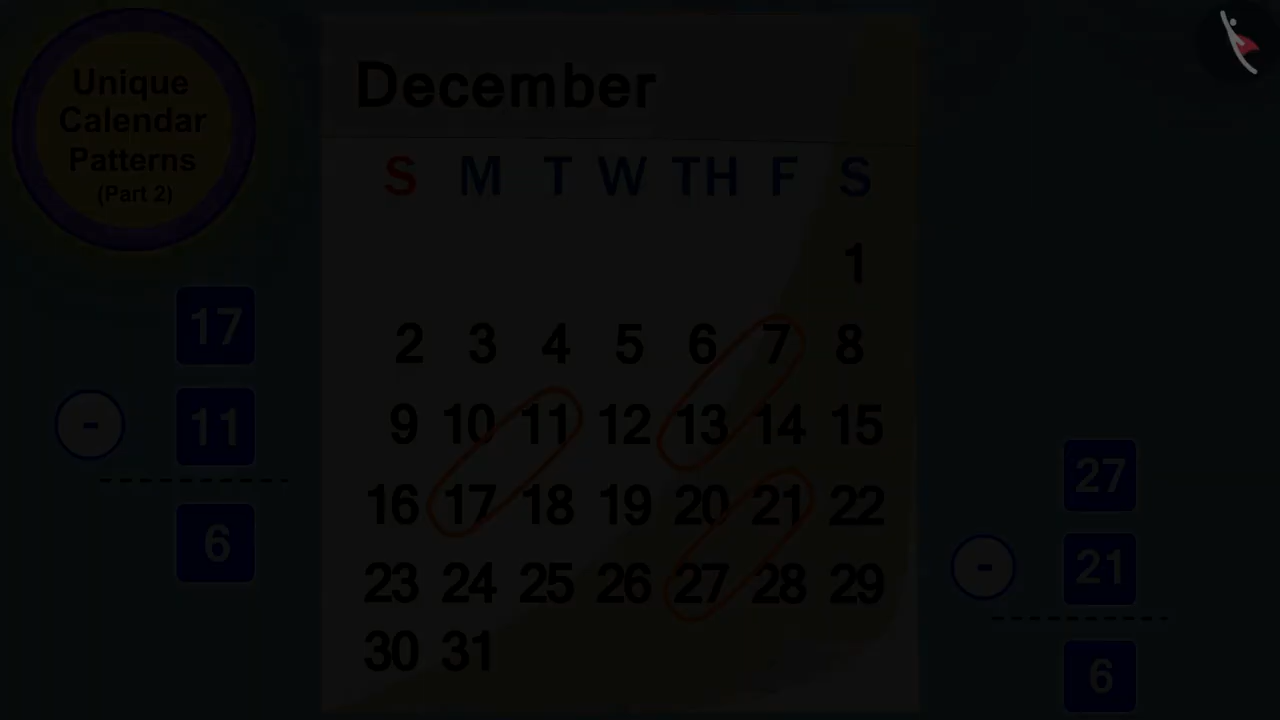 Unique
Calendar
Patterns
(Part 2)
December
S M T W TH F S
1
2 3 4 5 6 7 8
9 10 11 12 13 14 15
16 17 18 19 20 21 22
23 24 25 26 27 28 29
30 31
17
- 11
6
27
- 21
6